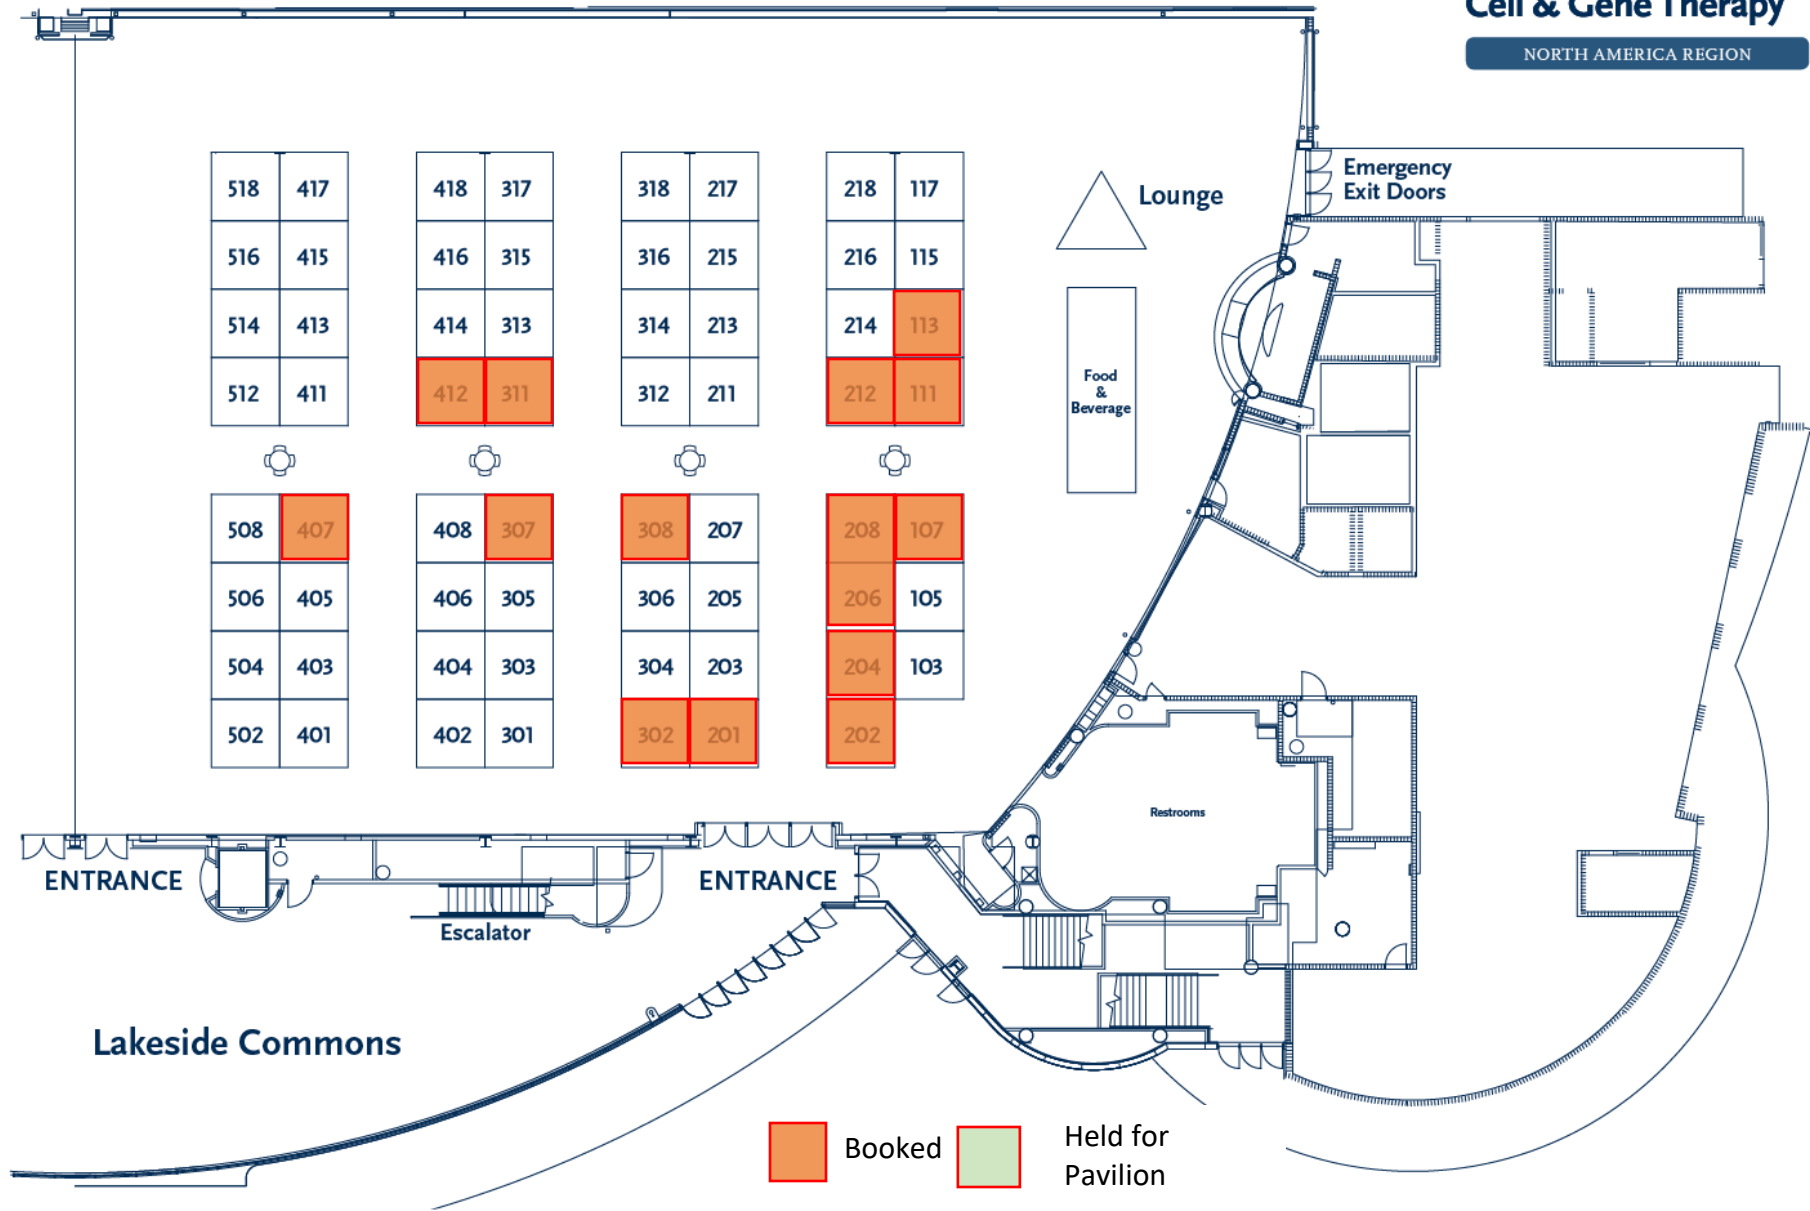 Cell & Gene Therapy
NORTH AMERICA REGION
Emergency
Exit Doors
Lounge
518 417 418 317 318 217 218 117
516 415 416 315 316 215 216 115
514 413 414 313 314 213 214 113
512 411 412 311 312 211 212 111
Food
&
Beverage
508 407 408 307 308 207 208 107
506 405 406 305 306 205 206 105
504 403 404 303 304 203 204 103
502 401 402 301 302 201 202
Restrooms
ENTRANCE
ENTRANCE
Escalator
Lakeside Commons
Booked
Held for
Pavilion